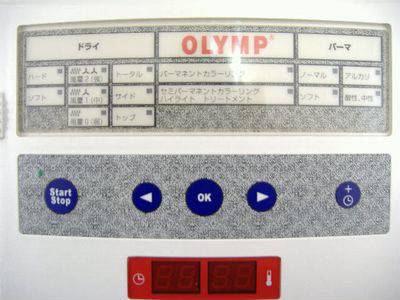 ドライ OLYMP® パーマ
ハード 風量2(強) トータル パーマネントカラーリング ノーマル アルカリ
ソフト 風量1(中) サイド セミパーマネントカラーリング ソフト 酸性、中性
ハイライト トリートメント
風量0(弱) トップ
Start Stop OK +